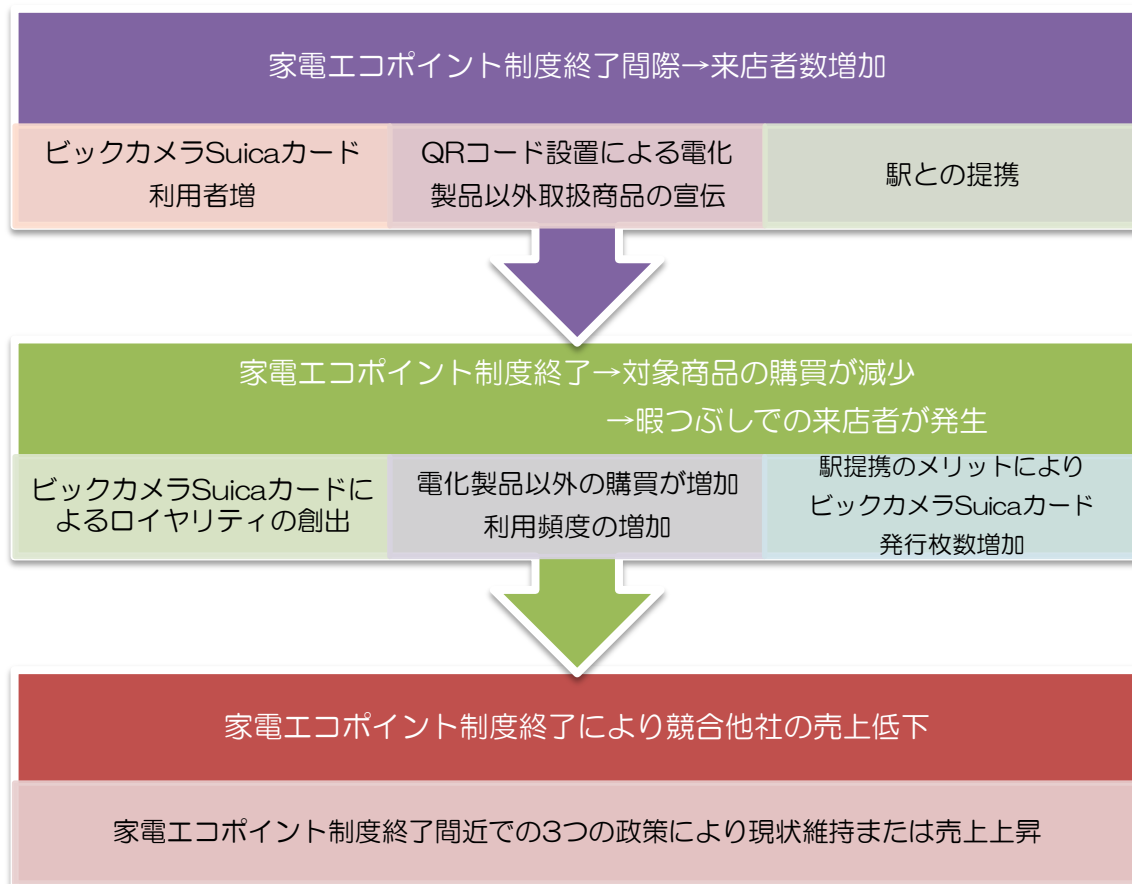 家電エコポイント制度終了間際→来店者数増加
ビックカメラSuicaカード
利用者増
QRコード設置による電化
製品以外取扱商品の宣伝
駅との提携
家電エコポイント制度終了→対象商品の購買が減少
→暇つぶしでの来店者が発生
ビックカメラSuicaカードに
よるロイヤリティの創出
電化製品以外の購買が増加
利用頻度の増加
駅提携のメリットにより
ビックカメラSuicaカード
発行枚数増加
家電エコポイント制度終了により競合他社の売上低下
家電エコポイント制度終了間近での3つの政策により現状維持または売上上昇